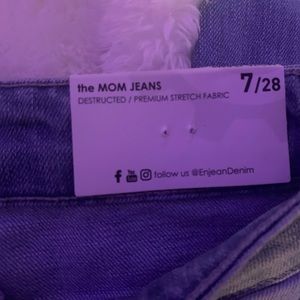 the MOM JEANS 7/28
DESTRUCTED / PREMIUM STRETCH FABRIC
follow us @EnjeanDenim